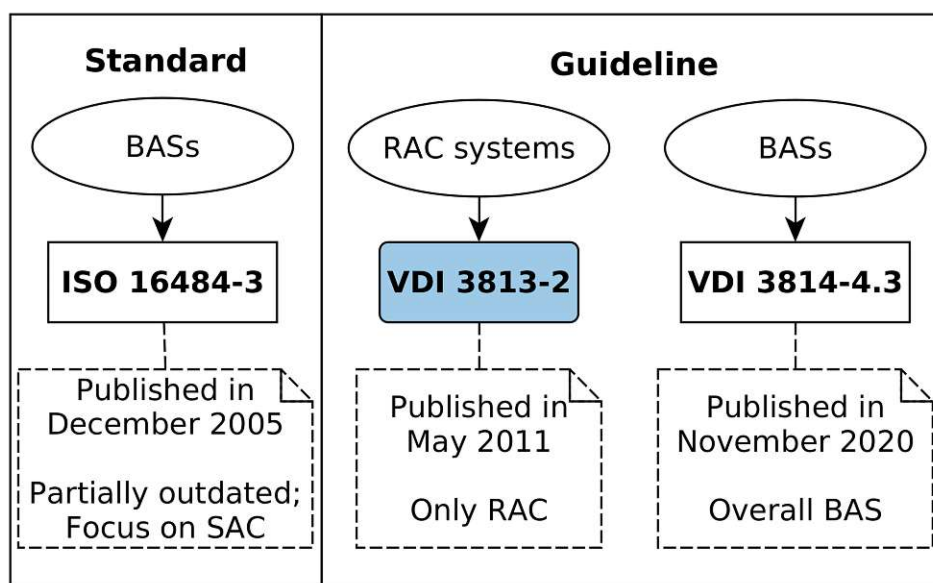 Standard
BASs
ISO 16484-3
Published in
December 2005
Partially outdated;
Focus on SAC
Guideline
RAC systems
VDI 3813-2
Published in
May 2011
Only RAC
BASs
VDI 3814-4.3
Published in
November 2020
Overall BAS